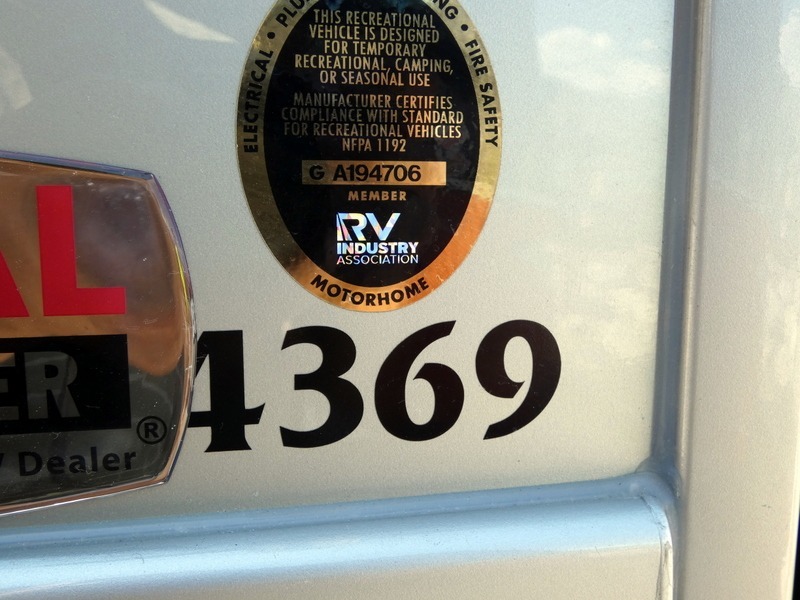 ELECTRICAL • FIRE SAFETY
THIS RECREATIONAL
VEHICLE IS DESIGNED
FOR TEMPORARY
RECREATIONAL, CAMPING,
OR SEASONAL USE
MANUFACTURER CERTIFIES
COMPLIANCE WITH STANDARD
FOR RECREATIONAL VEHICLES
NFPA 1192
G A194706
MEMBER
RV
INDUSTRY
ASSOCIATION
MOTORHOME
4369
AL
ER
®
Dealer